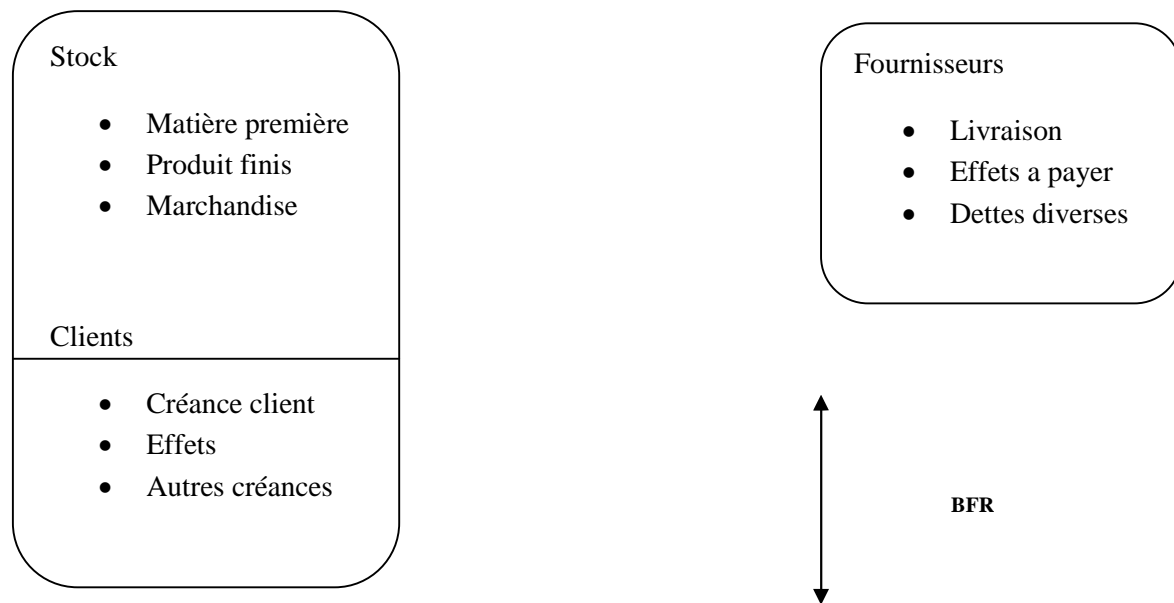 Stock
• Matière première
• Produit finis
• Marchandise
Clients
• Créance client
• Effets
• Autres créances
Fournisseurs
• Livraison
• Effets a payer
• Dettes diverses
BFR